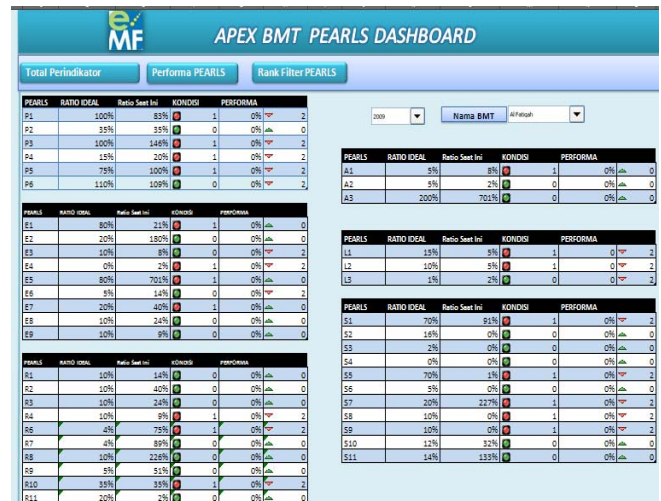 e
MF
APEX BMT PEARLS DASHBOARD
Total Perindikator
Performa PEARLS
Rank Filter PEARLS
2009
Nama BMT
Al Fatiqah
PEARLS RATIO IDEAL Ratio Saat Ini KONDISI PERFORMA
P1 100% 83% 1 0% 2
P2 35% 35% 0 0% 0
P3 100% 146% 1 0% 2
P4 15% 20% 1 0% 2
P5 75% 100% 1 0% 2
P6 110% 109% 0 0% 2
PEARLS RATIO IDEAL Ratio Saat Ini KONDISI PERFORMA
E1 80% 21% 1 0% 0
E2 20% 180% 0 0% 0
E3 10% 8% 0 0% 2
E4 0% 2% 1 0% 2
E5 80% 701% 1 0% 0
E6 5% 14% 0 0% 2
E7 20% 40% 1 0% 0
E8 10% 24% 0 0% 0
E9 10% 9% 0 0% 0
PEARLS RATIO IDEAL Ratio Saat Ini KONDISI PERFORMA
R1 10% 14% 0 0% 0
R2 10% 40% 0 0% 0
R3 10% 24% 0 0% 0
R4 10% 9% 1 0% 2
R6 4% 75% 1 0% 2
R7 4% 89% 0 0% 0
R8 10% 226% 0 0% 0
R9 5% 51% 0 0% 0
R10 35% 35% 1 0% 2
R11 20% 2% 0 0% 0
PEARLS RATIO IDEAL Ratio Saat Ini KONDISI PERFORMA
A1 5% 8% 1 0% 0
A2 5% 2% 0 0% 0
A3 200% 701% 0 0% 0
PEARLS RATIO IDEAL Ratio Saat Ini KONDISI PERFORMA
L1 15% 5% 1 0 2
L2 10% 5% 1 0 2
L3 1% 2% 0 0 2
PEARLS RATIO IDEAL Ratio Saat Ini KONDISI PERFORMA
S1 70% 91% 1 0% 2
S2 16% 0% 0 0% 0
S3 2% 0% 0 0% 0
S4 0% 0% 0 0% 0
S5 70% 1% 1 0% 2
S6 5% 0% 0 0% 0
S7 20% 227% 1 0% 2
S8 10% 0% 1 0% 2
S9 10% 0% 1 0% 2
S10 12% 32% 0 0% 0
S11 14% 133% 0 0% 0